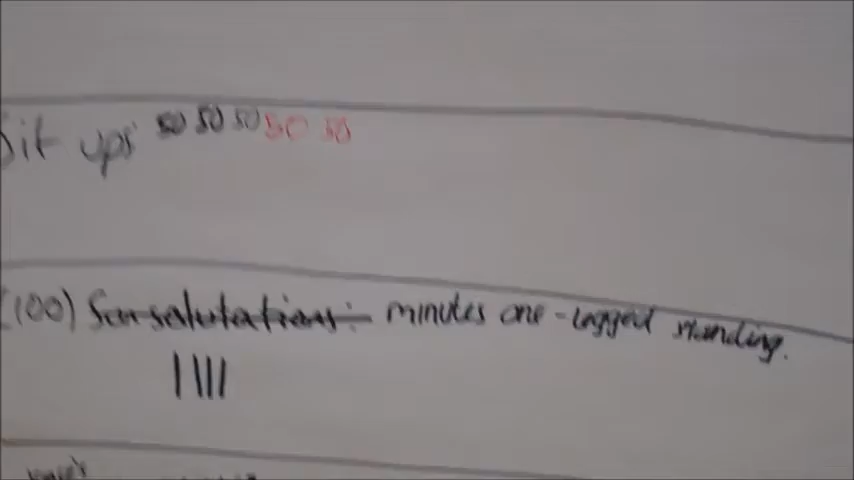 Sit ups 50 50 50 50 50
(100) Sun salutations: minutes one-legged standing.
||||